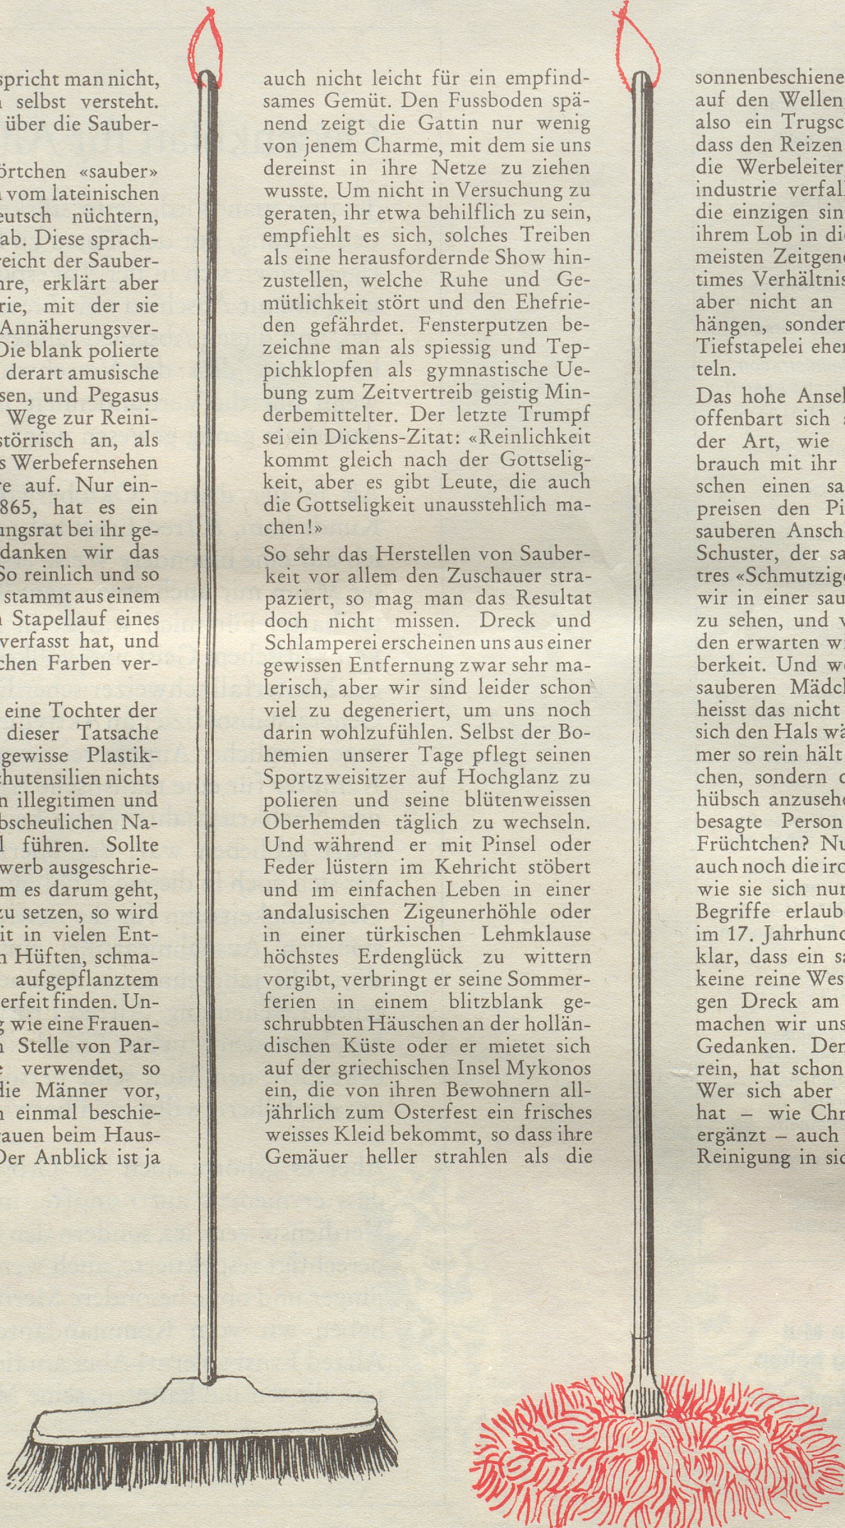 spricht man nicht,
selbst versteht.
über die Sauber-
örtchen «sauber»
vom lateinischen
eutsch nüchtern,
ab. Diese sprach-
reicht der Sauber-
hre, erklärt aber
rie, mit der sie
Annäherungsver-
Die blank polierte
derart amusische
sen, und Pegasus
Wege zur Reini-
störrisch an, als
s Werbefernsehen
re auf. Nur ein-
865, hat es ein
ungsrat bei ihr ge-
danken wir das
So reinlich und so
stammt aus einem
Stapellauf eines
verfasst hat, und
chen Farben ver-
eine Tochter der
dieser Tatsache
gewisse Plastik-
chutensilien nichts
n illegitimen und
bscheulichen Na-
l führen. Sollte
werb ausgeschrie-
m es darum geht,
zu setzen, so wird
it in vielen Ent-
n Hüften, schma-
aufgepflanztem
erfeit finden. Un-
g wie eine Frauen-
n Stelle von Par-
e verwendet, so
die Männer vor,
n einmal beschie-
rauen beim Haus-
Der Anblick ist ja
auch nicht leicht für ein empfind-
sames Gemüt. Den Fussboden spä-
nend zeigt die Gattin nur wenig
von jenem Charme, mit dem sie uns
dereinst in ihre Netze zu ziehen
wusste. Um nicht in Versuchung zu
geraten, ihr etwa behilflich zu sein,
empfiehlt es sich, solches Treiben
als eine herausfordernde Show hin-
zustellen, welche Ruhe und Ge-
mütlichkeit stört und den Ehefrie-
den gefährdet. Fensterputzen be-
zeichne man als spiessig und Tep-
pichklopfen als gymnastische Ue-
bung zum Zeitvertreib geistig Min-
derbemittelter. Der letzte Trumpf
sei ein Dickens-Zitat: «Reinlichkeit
kommt gleich nach der Gottselig-
keit, aber es gibt Leute, die auch
die Gottseligkeit unausstehlich ma-
chen!»
So sehr das Herstellen von Sauber-
keit vor allem den Zuschauer stra-
paziert, so mag man das Resultat
doch nicht missen. Dreck und
Schlamperei erscheinen uns aus einer
gewissen Entfernung zwar sehr ma-
lerisch, aber wir sind leider schon
viel zu degeneriert, um uns noch
darin wohlzufühlen. Selbst der Bo-
hemien unserer Tage pflegt seinen
Sportzweisitzer auf Hochglanz zu
polieren und seine blütenweissen
Oberhemden täglich zu wechseln.
Und während er mit Pinsel oder
Feder lüstern im Kehricht stöbert
und im einfachen Leben in einer
andalusischen Zigeunerhöhle oder
in einer türkischen Lehmklause
höchstes Erdenglück zu wittern
vorgibt, verbringt er seine Sommer-
ferien in einem blitzblank ge-
schrubbten Häuschen an der hollän-
dischen Küste oder er mietet sich
auf der griechischen Insel Mykonos
ein, die von ihren Bewohnern all-
jährlich zum Osterfest ein frisches
weisses Kleid bekommt, so dass ihre
Gemäuer heller strahlen als die
sonnenbeschiene
auf den Wellen
also ein Trugsc
dass den Reizen
die Werbeleiter
industrie verfal
die einzigen sin
ihrem Lob in di
meisten Zeitgen
times Verhältnis
aber nicht an
hängen, sonder
Tiefstapelei ehe
teln.
Das hohe Anse
offenbart sich
der Art, wie
brauch mit ihr
schen einen sa
preisen den Pi
sauberen Ansch
Schuster, der sa
tres «Schmutzig
wir in einer sau
zu sehen, und v
den erwarten w
berkeit. Und w
sauberen Mädc
heisst das nicht
sich den Hals wä
mer so rein hält
chen, sondern
hübsch anzuseh
besagte Person
Früchtchen? Nu
auch noch die iro
wie sie sich nur
Begriffe erlaub
im 17. Jahrhund
klar, dass ein sa
keine reine Wes
gen Dreck am
machen wir uns
Gedanken. Der
rein, hat schon
Wer sich aber
hat – wie Chr
ergänzt – auch
Reinigung in sic